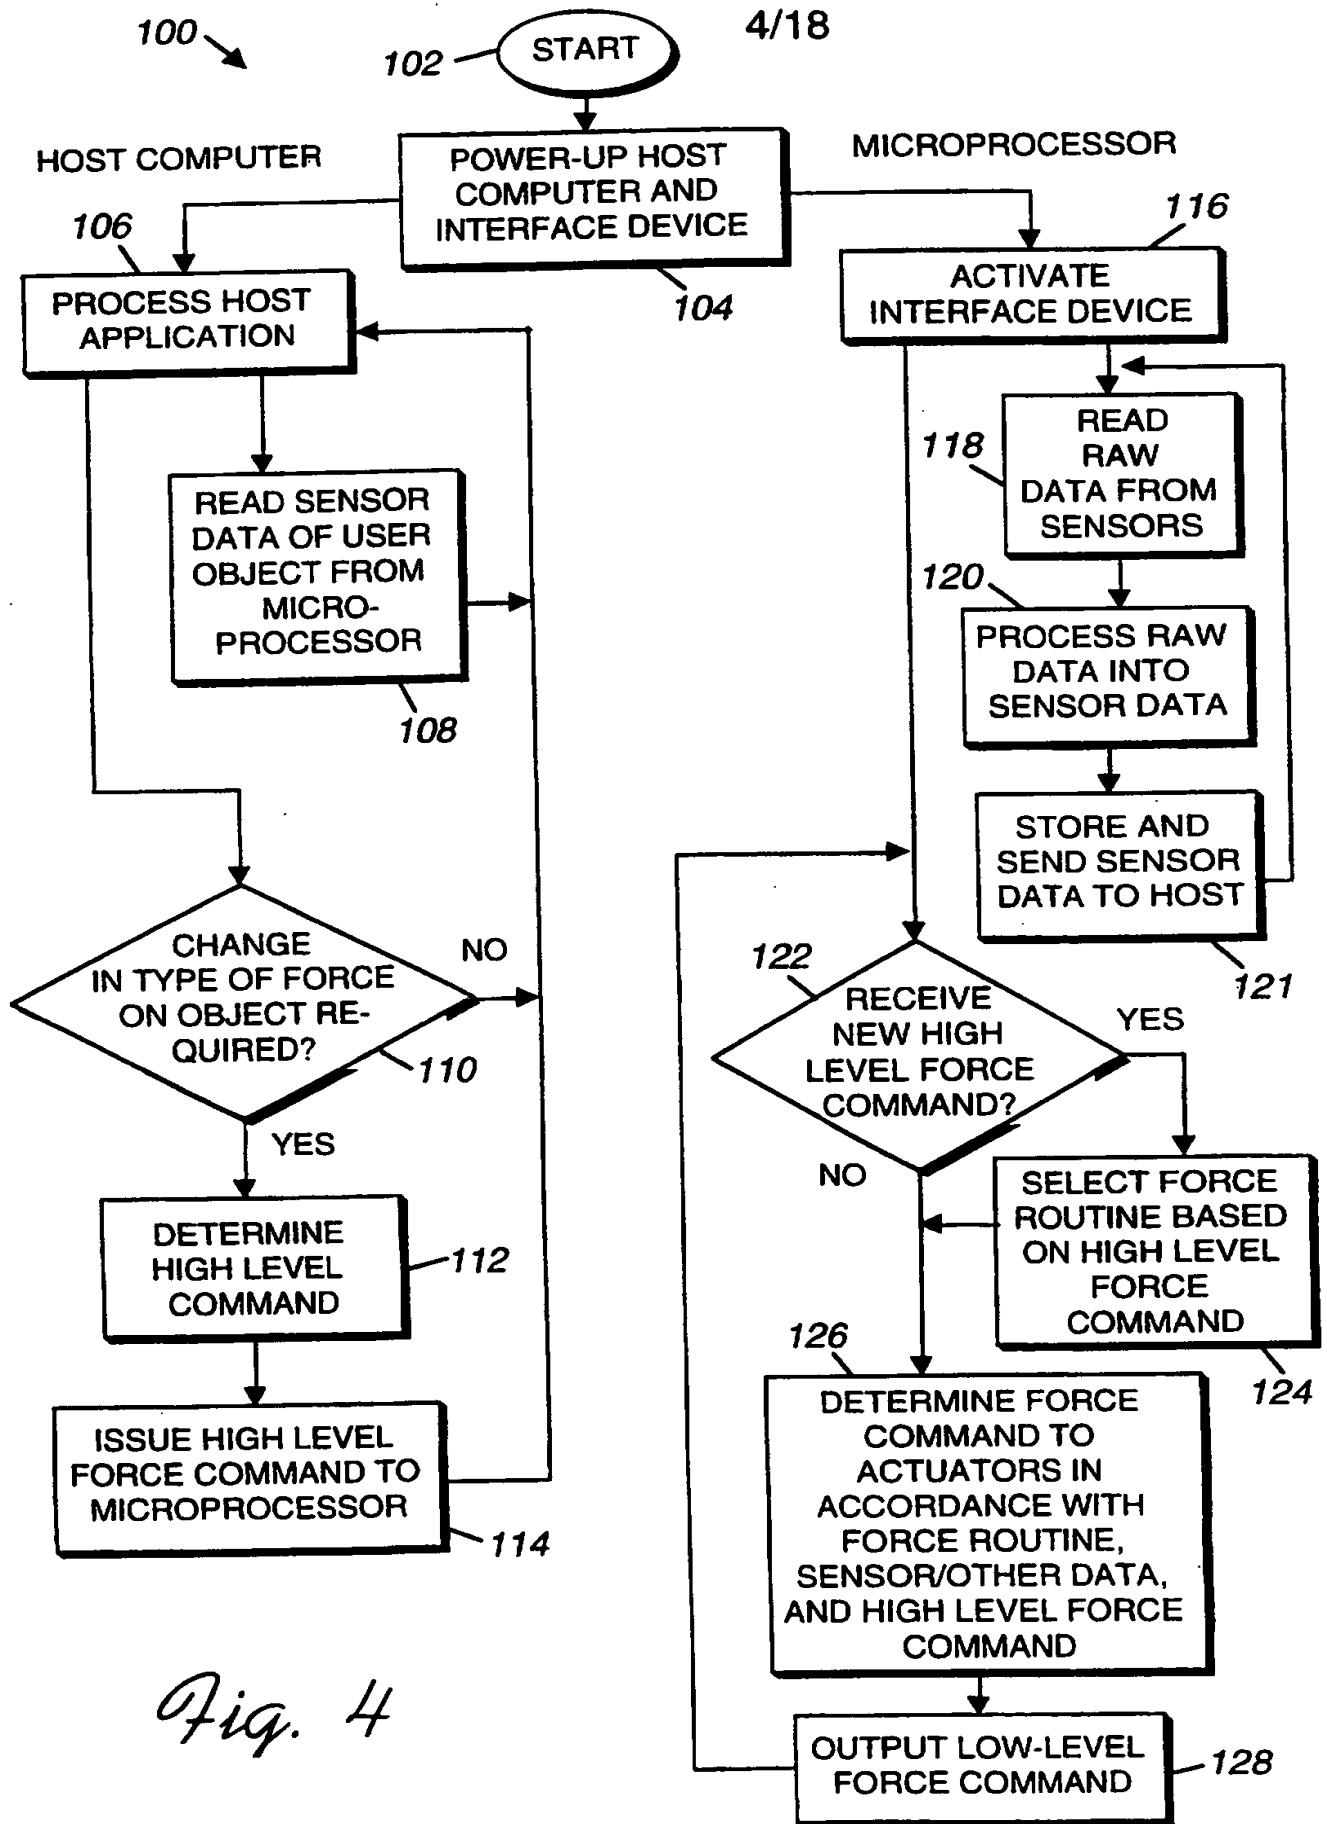 100
4/18
102
START
HOST COMPUTER
POWER-UP HOST
COMPUTER AND
INTERFACE DEVICE
104
MICROPROCESSOR
106
PROCESS HOST
APPLICATION
116
ACTIVATE
INTERFACE DEVICE
READ SENSOR
DATA OF USER
OBJECT FROM
MICRO-
PROCESSOR
108
118
READ
RAW
DATA FROM
SENSORS
120
PROCESS RAW
DATA INTO
SENSOR DATA
STORE AND
SEND SENSOR
DATA TO HOST
121
CHANGE
IN TYPE OF FORCE
ON OBJECT RE-
QUIRED?
NO
110
YES
122
RECEIVE
NEW HIGH
LEVEL FORCE
COMMAND?
YES
NO
DETERMINE
HIGH LEVEL
COMMAND
112
SELECT FORCE
ROUTINE BASED
ON HIGH LEVEL
FORCE
COMMAND
124
ISSUE HIGH LEVEL
FORCE COMMAND TO
MICROPROCESSOR
114
126
DETERMINE FORCE
COMMAND TO
ACTUATORS IN
ACCORDANCE WITH
FORCE ROUTINE,
SENSOR/OTHER DATA,
AND HIGH LEVEL FORCE
COMMAND
OUTPUT LOW-LEVEL
FORCE COMMAND
128
Fig. 4